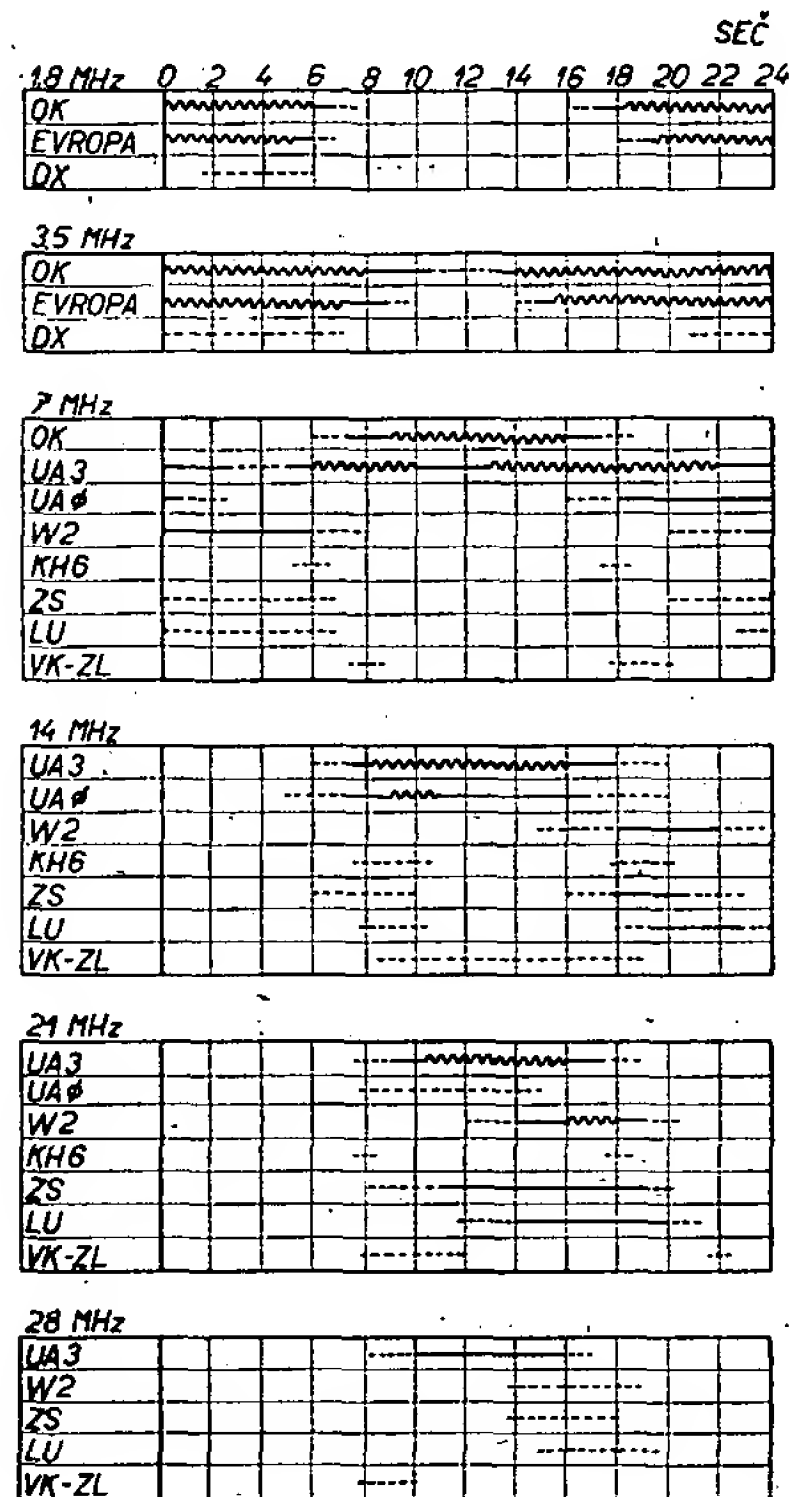 SEČ
1,8 MHz 0 2 4 6 8 10 12 14 16 18 20 22 24
OK
EVROPA
DX
3,5 MHz
OK
EVROPA
DX
7 MHz
OK
UA3
UAø
W2
KH6
ZS
LU
VK-ZL
14 MHz
UA3
UAø
W2
KH6
ZS
LU
VK-ZL
21 MHz
UA3
UAø
W2
KH6
ZS
LU
VK-ZL
28 MHz
UA3
W2
ZS
LU
VK-ZL